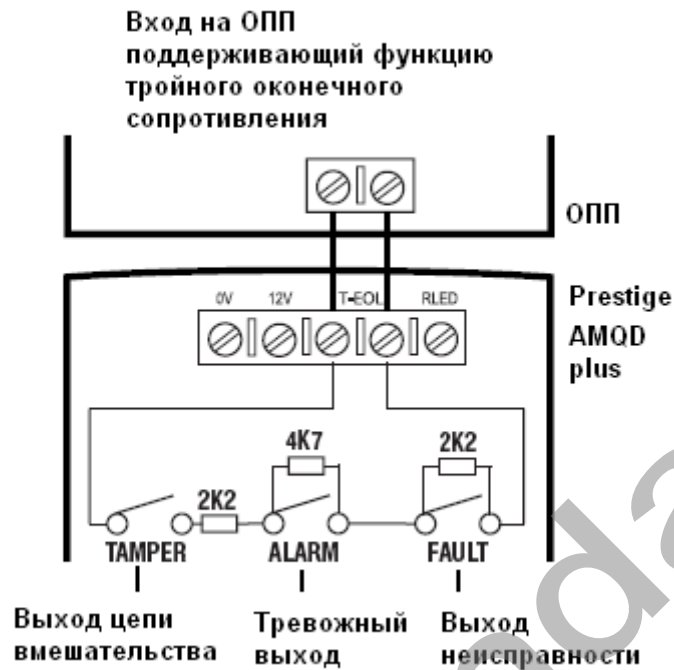 Вход на ОПП
поддерживающий функцию
тройного оконечного
сопротивления
ОПП
0V 12V T-EOL RLED
Prestige
AMQD
plus
4K7 2K2
2K2
TAMPER ALARM FAULT
Выход цепи
вмешательства
Тревожный
выход
Выход
неисправности